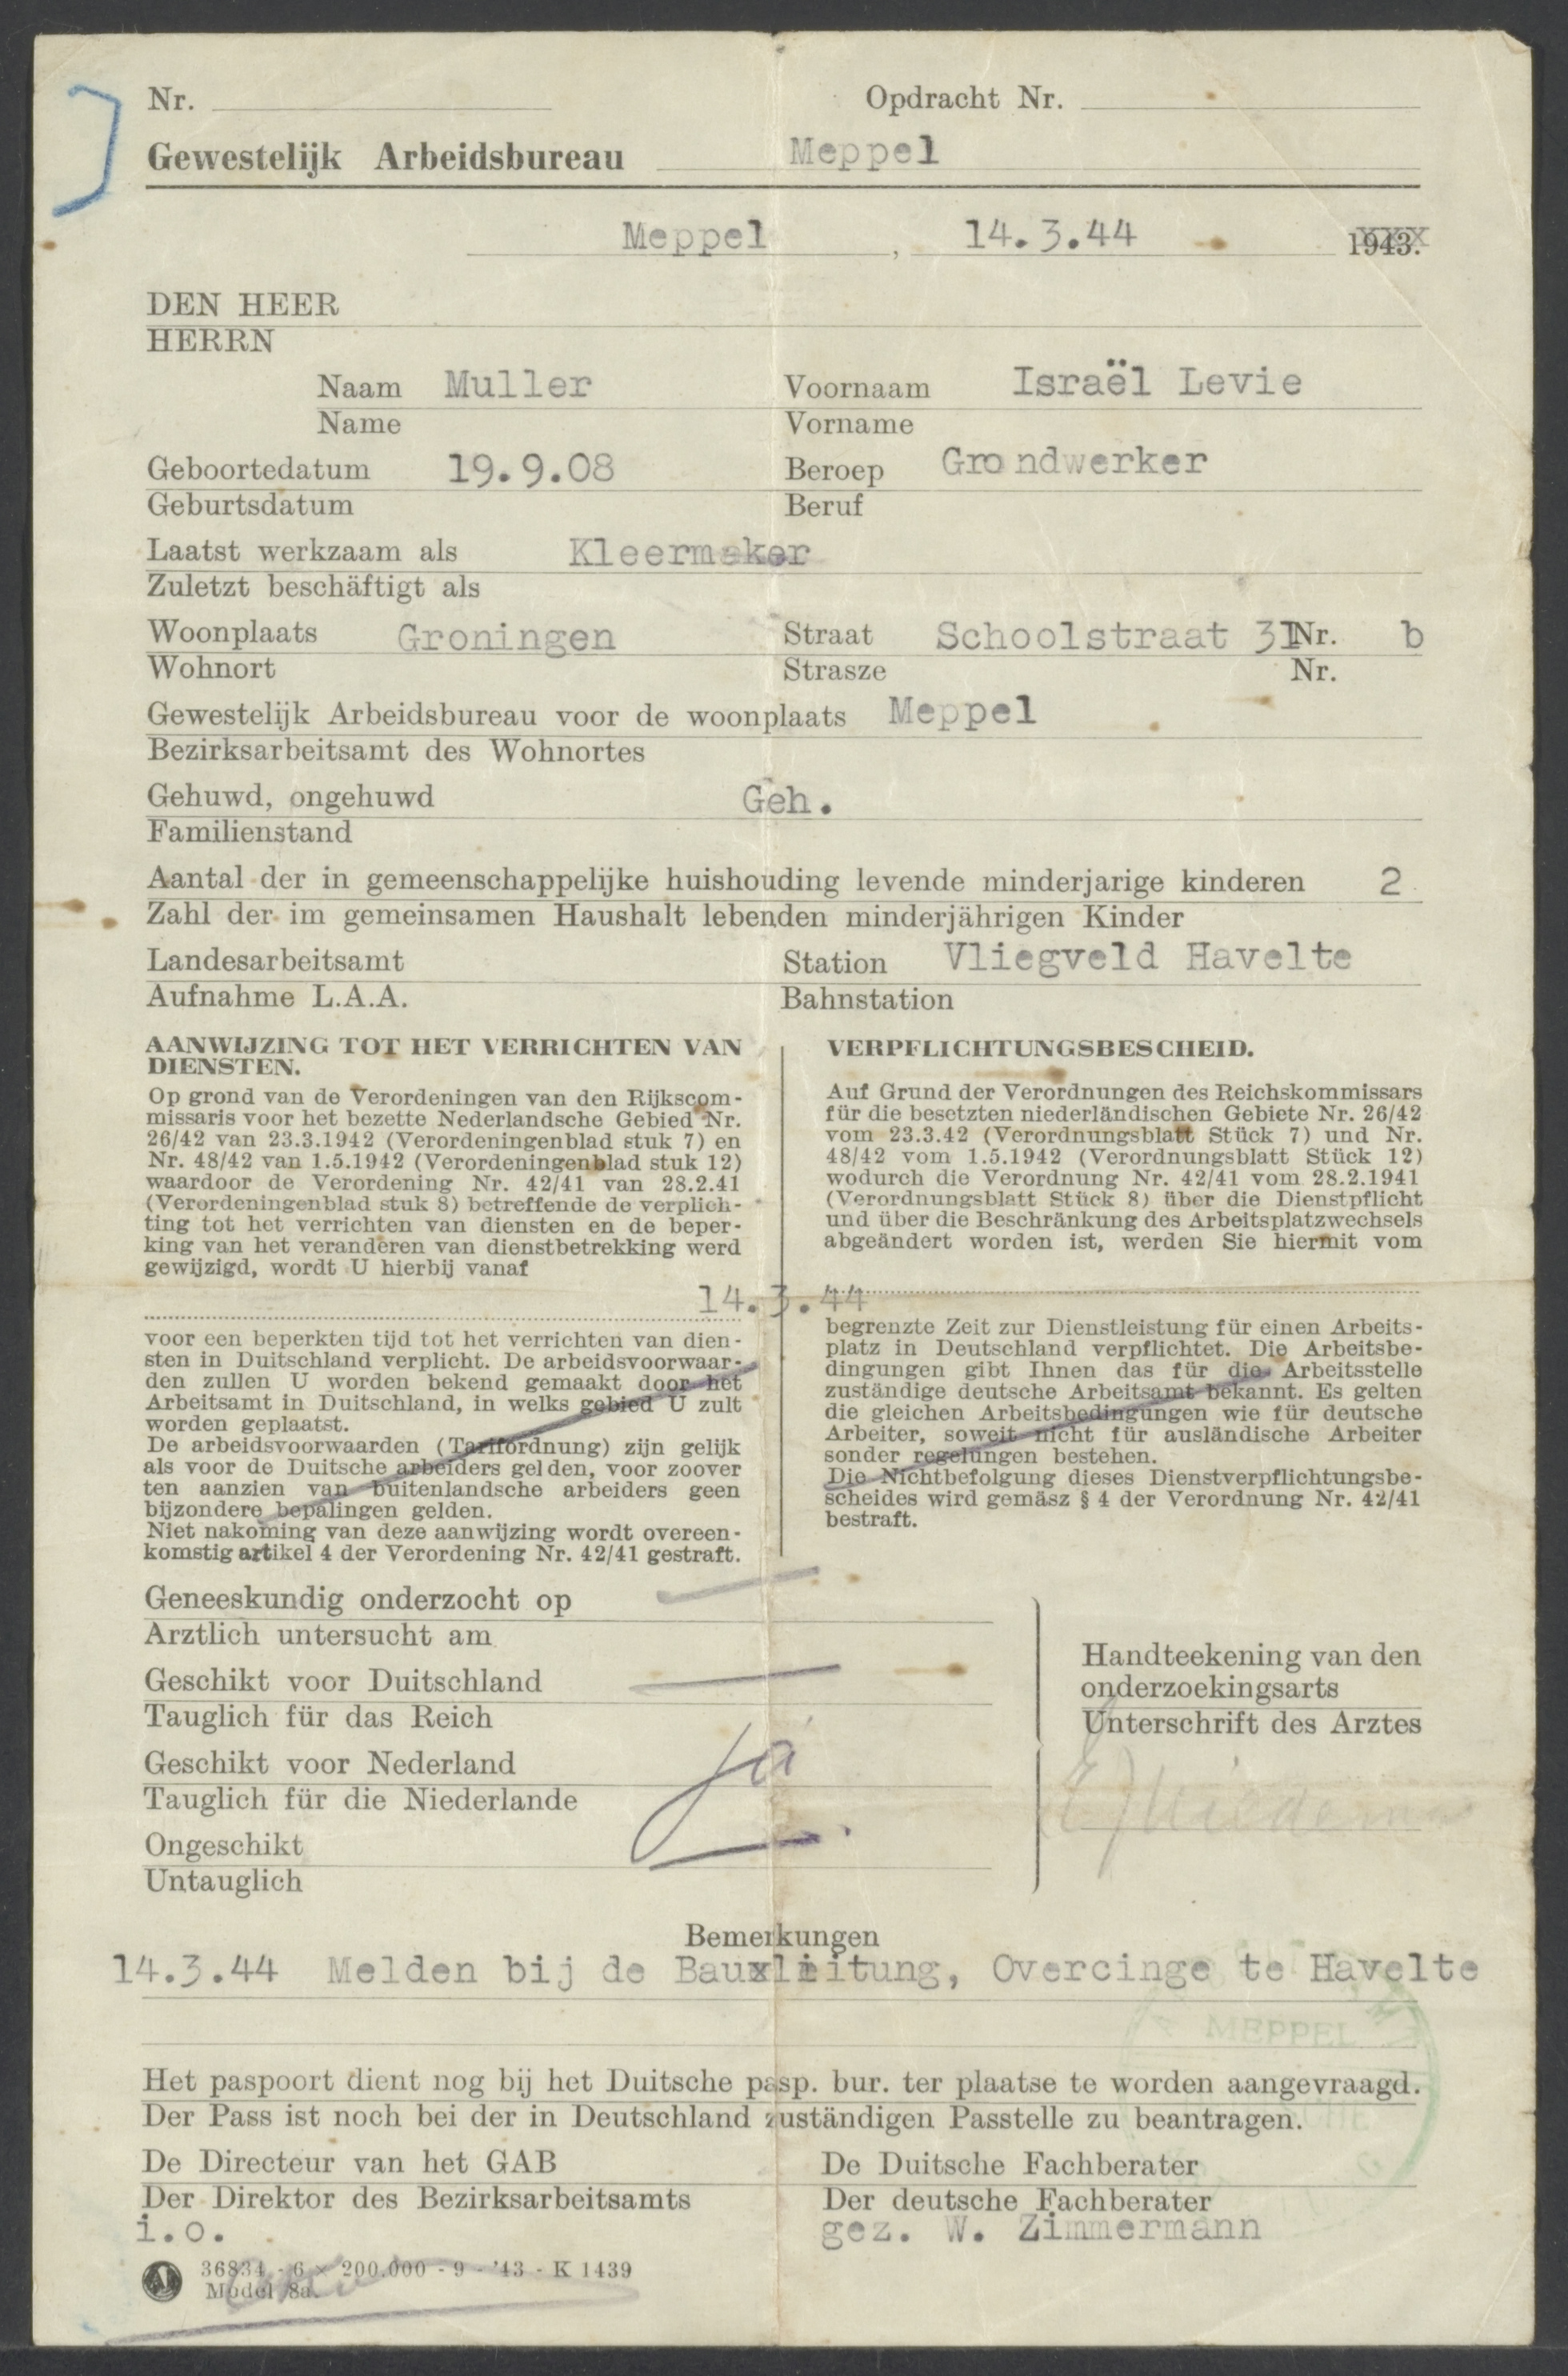 Nr.
Opdracht Nr.
Gewestelijk Arbeidsbureau Meppel
Meppel , 14.3.44 1943.
DEN HEER
HERRN
Naam Muller Voornaam Israël Levie
Name Vorname
Geboortedatum 19.9.08 Beroep Grondwerker
Geburtsdatum Beruf
Laatst werkzaam als Kleermaker
Zuletzt beschäftigt als
Woonplaats Groningen Straat Schoolstraat 31 Nr. b
Wohnort Strasze Nr.
Gewestelijk Arbeidsbureau voor de woonplaats Meppel
Bezirksarbeitsamt des Wohnortes
Gehuwd, ongehuwd Geh.
Familienstand
Aantal der in gemeenschappelijke huishouding levende minderjarige kinderen 2
Zahl der im gemeinsamen Haushalt lebenden minderjährigen Kinder
Landesarbeitsamt Station Vliegveld Havelte
Aufnahme L.A.A. Bahnstation
AANWIJZING TOT HET VERRICHTEN VAN
DIENSTEN.
Op grond van de Verordeningen van den Rijkscom-
missaris voor het bezette Nederlandsche Gebied Nr.
26/42 van 23.3.1942 (Verordeningenblad stuk 7) en
Nr. 48/42 van 1.5.1942 (Verordeningenblad stuk 12)
waardoor de Verordening Nr. 42/41 van 28.2.41
(Verordeningenblad stuk 8) betreffende de verplich-
ting tot het verrichten van diensten en de beper-
king van het veranderen van dienstbetrekking werd
gewijzigd, wordt U hierbij vanaf
14.3.44
voor een beperkten tijd tot het verrichten van dien-
sten in Duitschland verplicht. De arbeidsvoorwaar-
den zullen U worden bekend gemaakt door het
Arbeitsamt in Duitschland, in welks gebied U zult
worden geplaatst.
De arbeidsvoorwaarden (Tarifordnung) zijn gelijk
als voor de Duitsche arbeiders gelden, voor zoover
ten aanzien van buitenlandsche arbeiders geen
bijzondere bepalingen gelden.
Niet nakoming van deze aanwijzing wordt overeen-
komstig artikel 4 der Verordening Nr. 42/41 gestraft.
VERPFLICHTUNGSBESCHEID.
Auf Grund der Verordnungen des Reichskommissars
für die besetzten niederländischen Gebiete Nr. 26/42
vom 23.3.42 (Verordnungsblatt Stück 7) und Nr.
48/42 vom 1.5.1942 (Verordnungsblatt Stück 12)
wodurch die Verordnung Nr. 42/41 vom 28.2.1941
(Verordnungsblatt Stück 8) über die Dienstpflicht
und über die Beschränkung des Arbeitsplatzwechsels
abgeändert worden ist, werden Sie hiermit vom
begrenzte Zeit zur Dienstleistung für einen Arbeits-
platz in Deutschland verpflichtet. Die Arbeitsbe-
dingungen gibt Ihnen das für die Arbeitsstelle
zuständige deutsche Arbeitsamt bekannt. Es gelten
die gleichen Arbeitsbedingungen wie für deutsche
Arbeiter, soweit nicht für ausländische Arbeiter
sonder regelungen bestehen.
Die Nichtbefolgung dieses Dienstverpflichtungsbe-
scheides wird gemäsz § 4 der Verordnung Nr. 42/41
bestraft.
Geneeskundig onderzocht op
Arztlich untersucht am
Geschikt voor Duitschland
Tauglich für das Reich
Geschikt voor Nederland ja
Tauglich für die Niederlande
Ongeschikt
Untauglich
Handteekening van den
onderzoekingsarts
Unterschrift des Arztes
Bemerkungen
14.3.44 Melden bij de Bauxleitung, Overcinge te Havelte
MEPPEL
Het paspoort dient nog bij het Duitsche pasp. bur. ter plaatse te worden aangevraagd.
Der Pass ist noch bei der in Deutschland zuständigen Passtelle zu beantragen.
De Directeur van het GAB De Duitsche Fachberater
Der Direktor des Bezirksarbeitsamts Der deutsche Fachberater
i.o. gez. W. Zimmermann
36834 - 6 × 200.000 - 9 - '43 - K 1439
Model 8a.